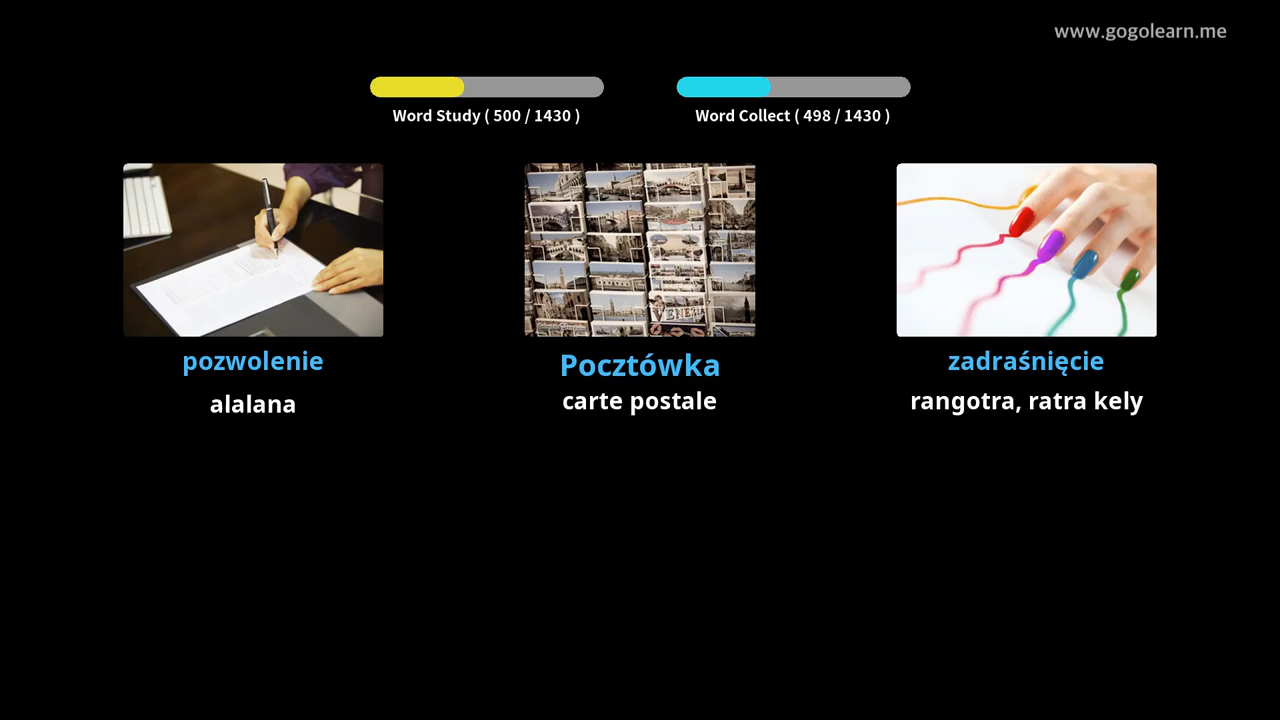 www.gogolearn.me
Word Study ( 500 / 1430 )
Word Collect ( 498 / 1430 )
VENEZIA
pozwolenie
Pocztówka
zadraśnięcie
alalana
carte postale
rangotra, ratra kely